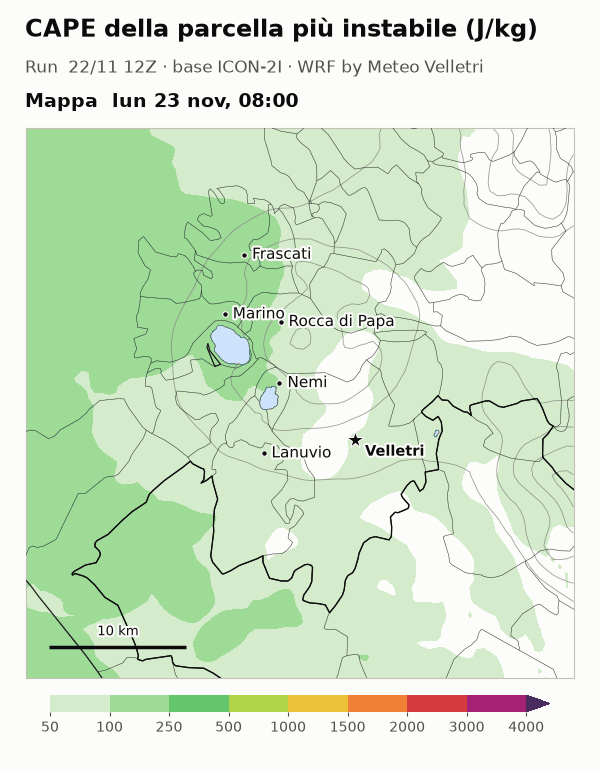 CAPE della parcella più instabile (J/kg)
Run  22/11 12Z · base ICON-2I · WRF by Meteo Velletri
Mappa  lun 23 nov, 08:00
Frascati
Marino
Rocca di Papa
Nemi
Velletri
Lanuvio
10 km
50 100 250 500 1000 1500 2000 3000 4000